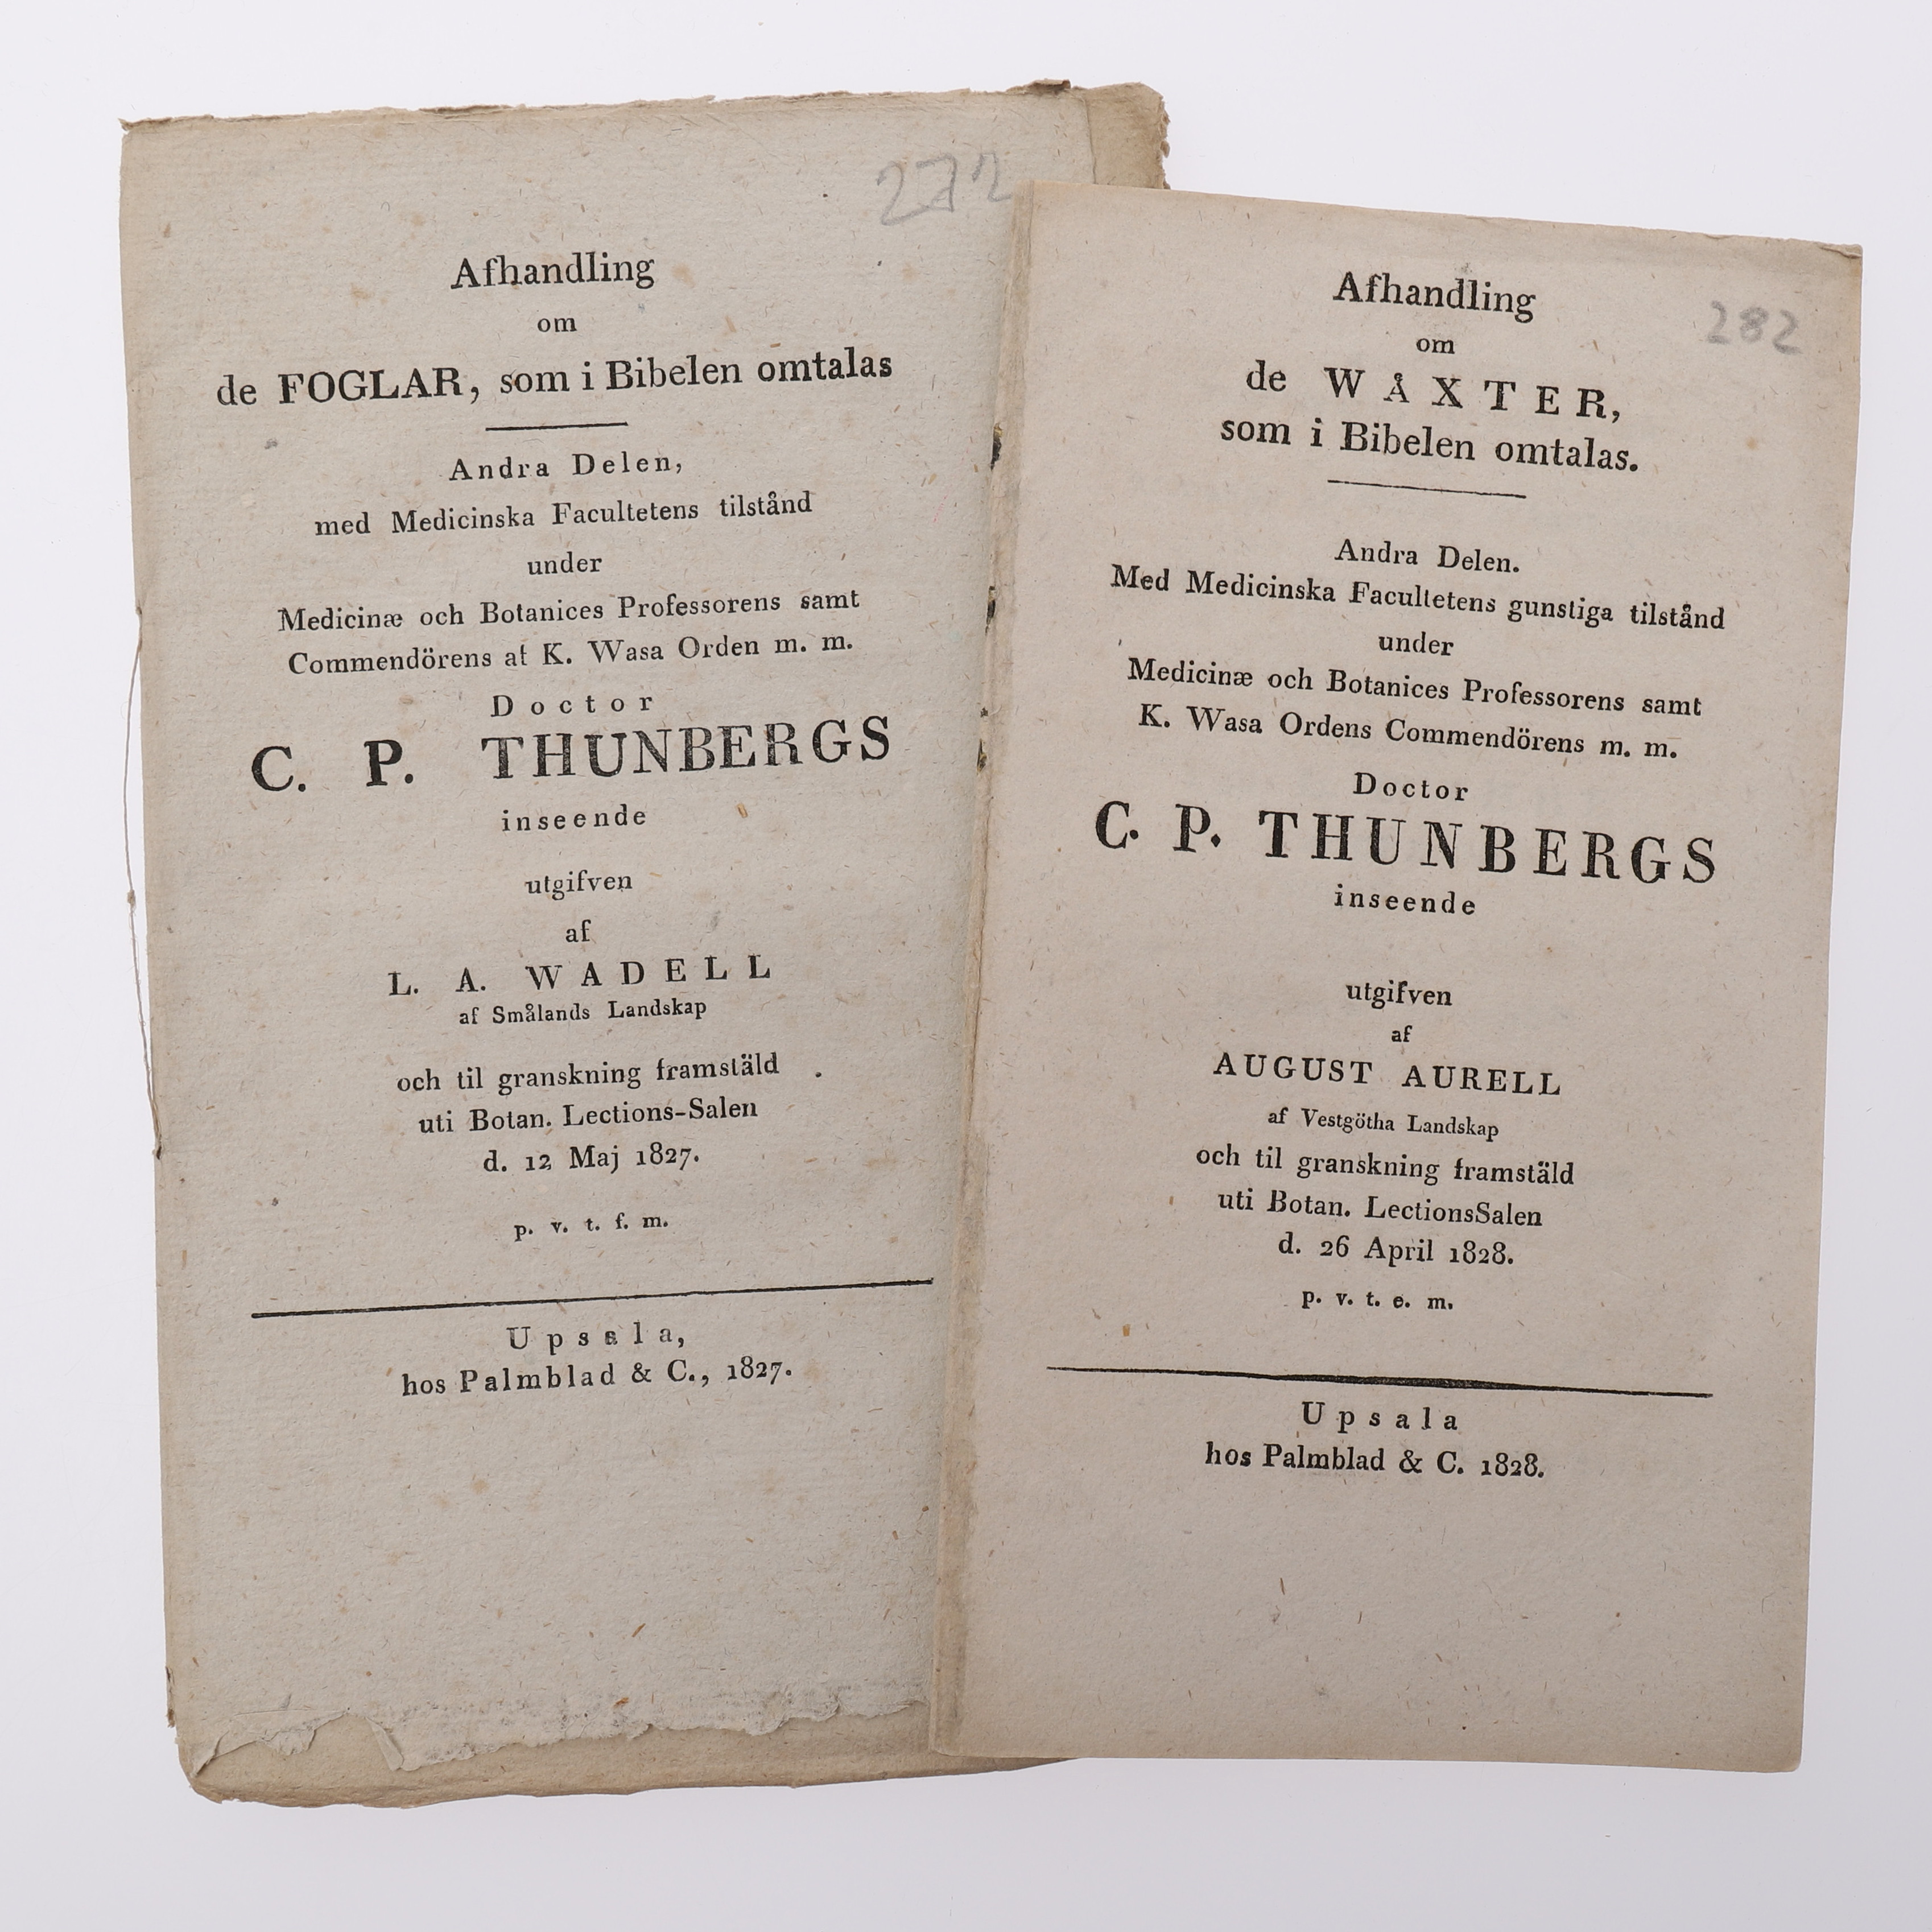 272
Afhandling
om
de FOGLAR, som i Bibelen omtalas
Andra Delen,
med Medicinska Facultetens tilstånd
under
Medicinæ och Botanices Professorens samt
Commendörens af K. Wasa Orden m. m.
Doctor
C. P. THUNBERGS
inseende
utgifven
af
L. A. WADELL
af Smålands Landskap
och til granskning framstäld
uti Botan. Lections-Salen
d. 12 Maj 1827.
p. v. t. f. m.
Upsala,
hos Palmblad & C., 1827.
282
Afhandling
om
de WÅXTER,
som i Bibelen omtalas.
Andra Delen.
Med Medicinska Facultetens gunstiga tilstånd
under
Medicinæ och Botanices Professorens samt
K. Wasa Ordens Commendörens m. m.
Doctor
C. P. THUNBERGS
inseende
utgifven
af
AUGUST AURELL
af Vestgötha Landskap
och til granskning framstäld
uti Botan. LectionsSalen
d. 26 April 1828.
p. v. t. e. m.
Upsala
hos Palmblad & C. 1828.